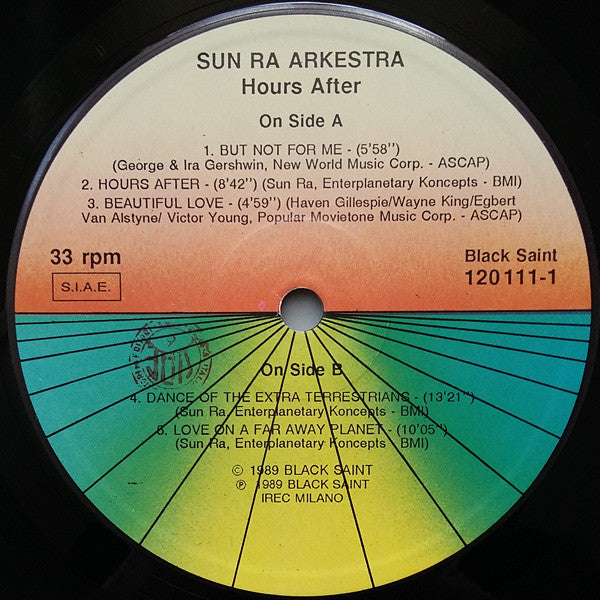 SUN RA ARKESTRA
Hours After
On Side A
1. BUT NOT FOR ME - (5'58")
(George & Ira Gershwin, New World Music Corp. - ASCAP)
2. HOURS AFTER - (8'42") (Sun Ra, Enterplanetary Koncepts - BMI)
3. BEAUTIFUL LOVE - (4'59") (Haven Gillespie/Wayne King/Egbert
Van Alstyne/ Victor Young, Popular Movietone Music Corp. - ASCAP)
33 rpm
S.I.A.E.
Black Saint
120111-1
On Side B
4. DANCE OF THE EXTRA TERRESTRIANS - (13'21")
(Sun Ra, Enterplanetary Koncepts - BMI)
5. LOVE ON A FAR AWAY PLANET - (10'05")
(Sun Ra, Enterplanetary Koncepts - BMI)
© 1989 BLACK SAINT
℗ 1989 BLACK SAINT
IREC MILANO